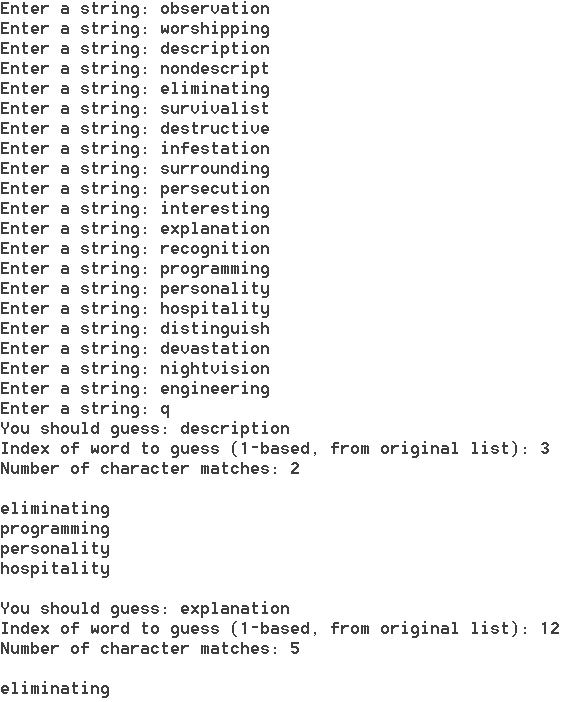 Enter a string: observation
Enter a string: worshipping
Enter a string: description
Enter a string: nondescript
Enter a string: eliminating
Enter a string: survivalist
Enter a string: destructive
Enter a string: infestation
Enter a string: surrounding
Enter a string: persecution
Enter a string: interesting
Enter a string: explanation
Enter a string: recognition
Enter a string: programming
Enter a string: personality
Enter a string: hospitality
Enter a string: distinguish
Enter a string: devastation
Enter a string: nightvision
Enter a string: engineering
Enter a string: q
You should guess: description
Index of word to guess (1-based, from original list): 3
Number of character matches: 2

eliminating
programming
personality
hospitality

You should guess: explanation
Index of word to guess (1-based, from original list): 12
Number of character matches: 5

eliminating